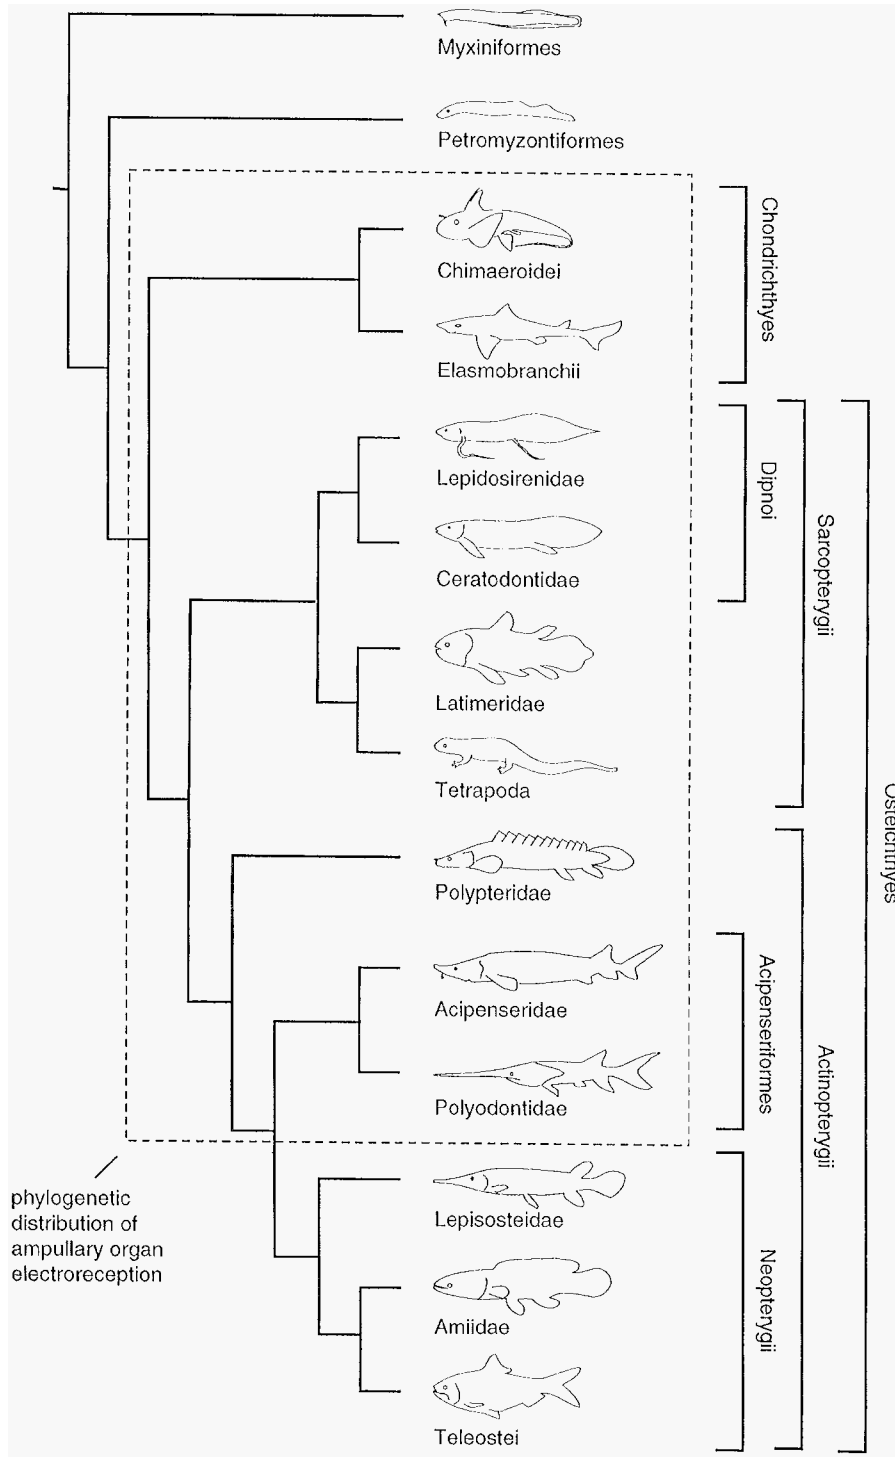 Myxiniformes
Petromyzontiformes
Chimaeroidei
Elasmobranchii
Chondrichthyes
Lepidosirenidae
Ceratodontidae
Dipnoi
Latimeridae
Tetrapoda
Sarcopterygii
Polypteridae
Acipenseridae
Polyodontidae
Acipenseriformes
Lepisosteidae
Amiidae
Teleostei
Neopterygii
Actinopterygii
Osteichthyes
phylogenetic
distribution of
ampullary organ
electroreception